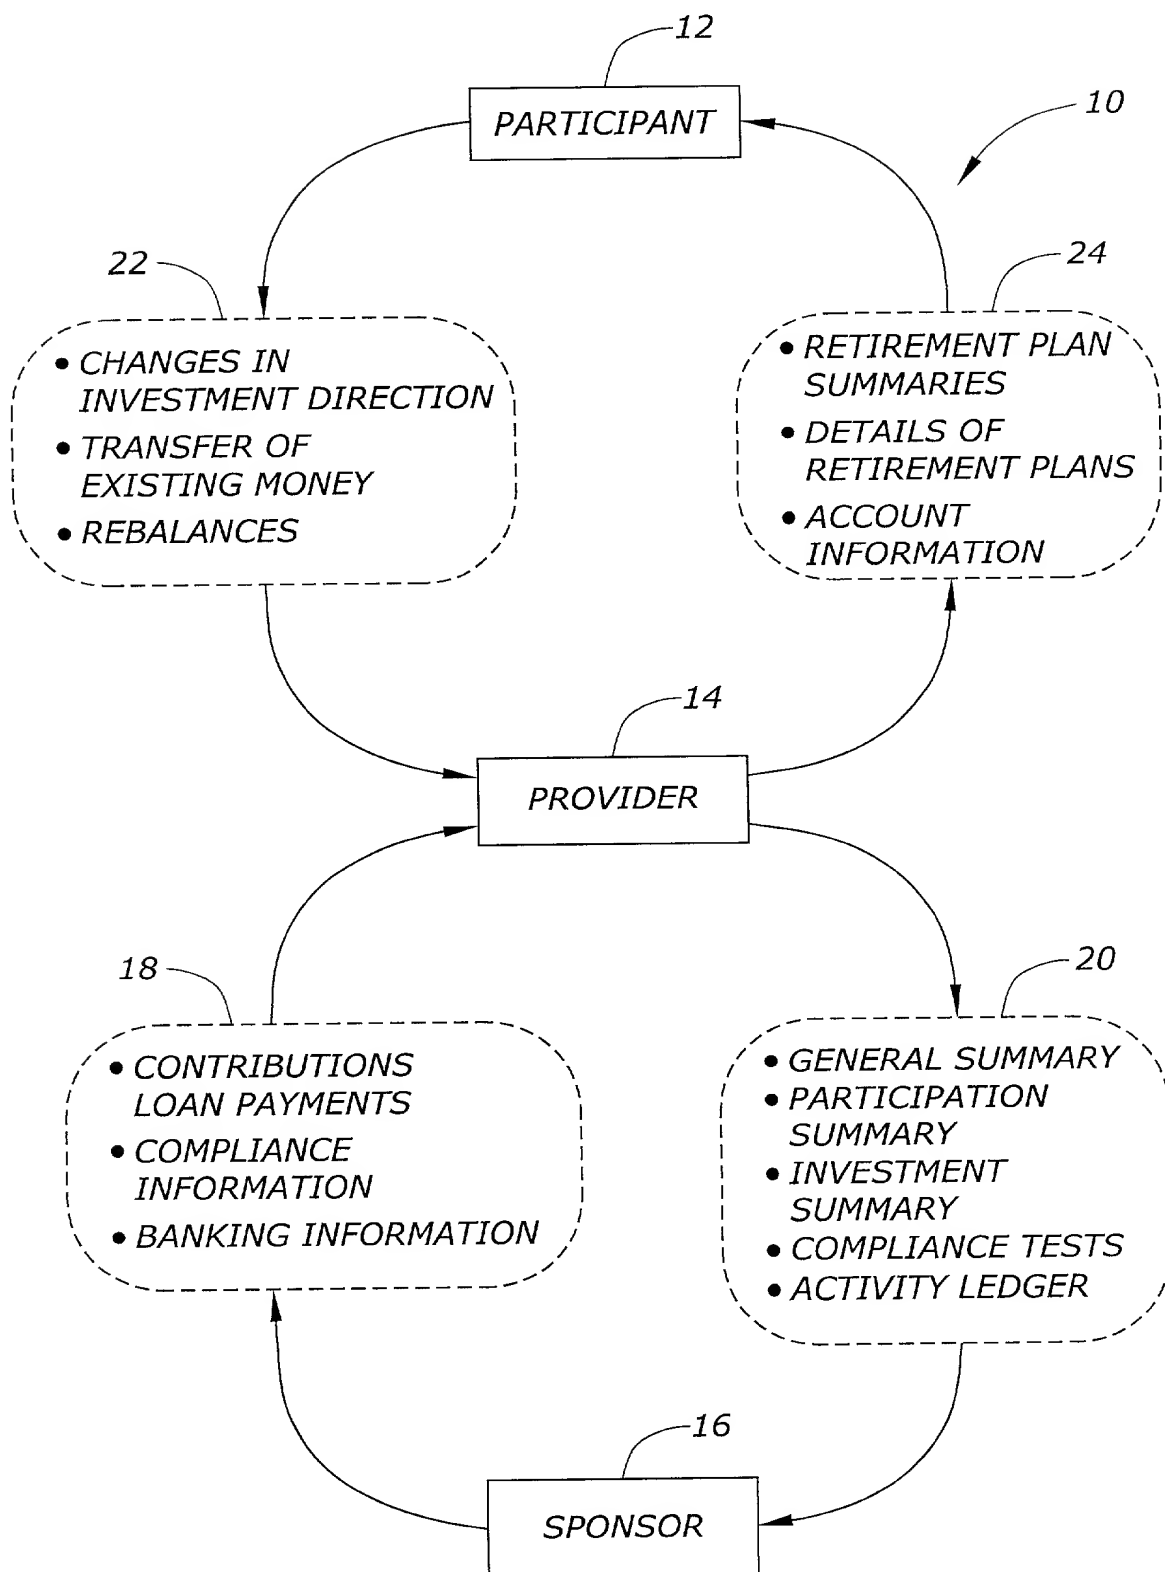 12
PARTICIPANT
10
22
24
• CHANGES IN
INVESTMENT DIRECTION
• TRANSFER OF
EXISTING MONEY
• REBALANCES
• RETIREMENT PLAN
SUMMARIES
• DETAILS OF
RETIREMENT PLANS
• ACCOUNT
INFORMATION
14
PROVIDER
18
20
• CONTRIBUTIONS
LOAN PAYMENTS
• COMPLIANCE
INFORMATION
• BANKING INFORMATION
• GENERAL SUMMARY
• PARTICIPATION
SUMMARY
• INVESTMENT
SUMMARY
• COMPLIANCE TESTS
• ACTIVITY LEDGER
16
SPONSOR